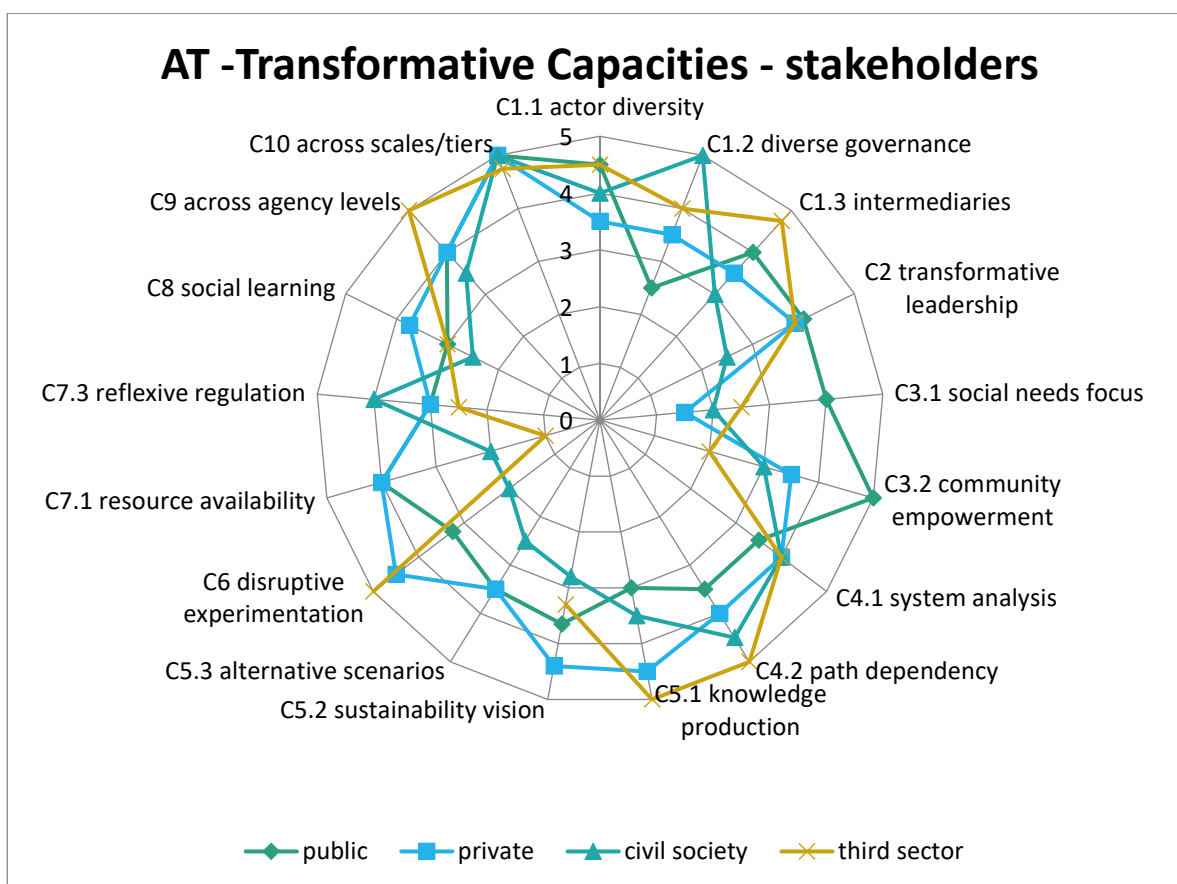 AT -Transformative Capacities - stakeholders
C1.1 actor diversity
C1.2 diverse governance
C1.3 intermediaries
C2 transformative
leadership
C3.1 social needs focus
C3.2 community
empowerment
C4.1 system analysis
C4.2 path dependency
C5.1 knowledge
production
C5.2 sustainability vision
C5.3 alternative scenarios
C6 disruptive
experimentation
C7.1 resource availability
C7.3 reflexive regulation
C8 social learning
C9 across agency levels
C10 across scales/tiers
5
4
3
2
1
0
public
private
civil society
third sector